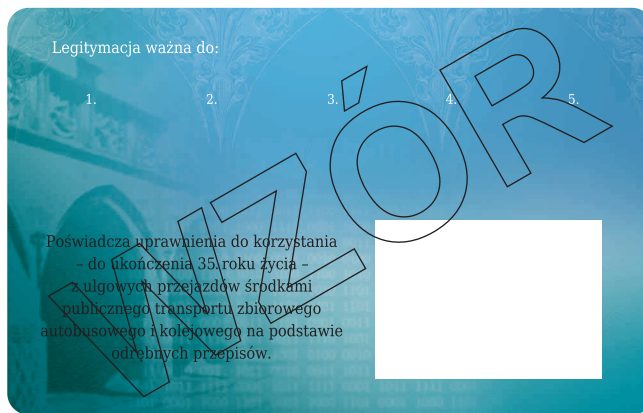 Legitymacja ważna do:
1. 2. 3. 4. 5.
WZÓR
Poświadcza uprawnienia do korzystania
– do ukończenia 35. roku życia –
z ulgowych przejazdów środkami
publicznego transportu zbiorowego
autobusowego i kolejowego na podstawie
odrębnych przepisów.